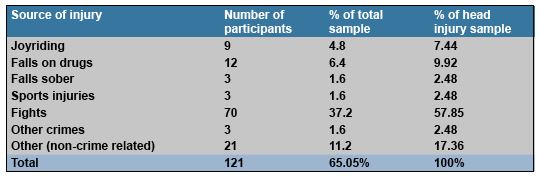 Source of injury Number of participants % of total sample % of head injury sample
Joyriding 9 4.8 7.44
Falls on drugs 12 6.4 9.92
Falls sober 3 1.6 2.48
Sports injuries 3 1.6 2.48
Fights 70 37.2 57.85
Other crimes 3 1.6 2.48
Other (non-crime related) 21 11.2 17.36
Total 121 65.05% 100%